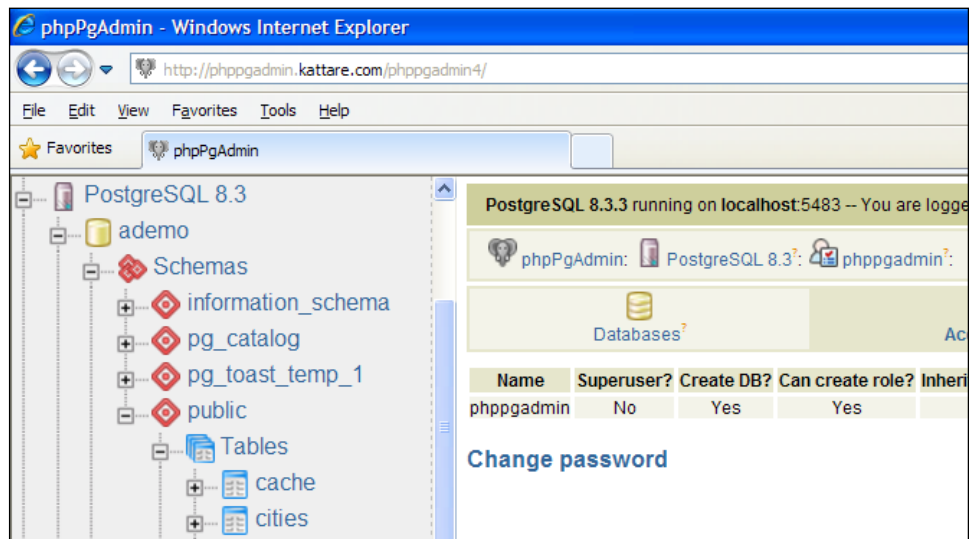 phpPgAdmin - Windows Internet Explorer
http://phppgadmin.kattare.com/phppgadmin4/
File Edit View Favorites Tools Help
Favorites phpPgAdmin
PostgreSQL 8.3
ademo
Schemas
information_schema
pg_catalog
pg_toast_temp_1
public
Tables
cache
cities
PostgreSQL 8.3.3 running on localhost:5483 -- You are logge
phpPgAdmin: PostgreSQL 8.3?: phppgadmin?:
Databases? Ac
Name Superuser? Create DB? Can create role? Inheri
phppgadmin No Yes Yes
Change password